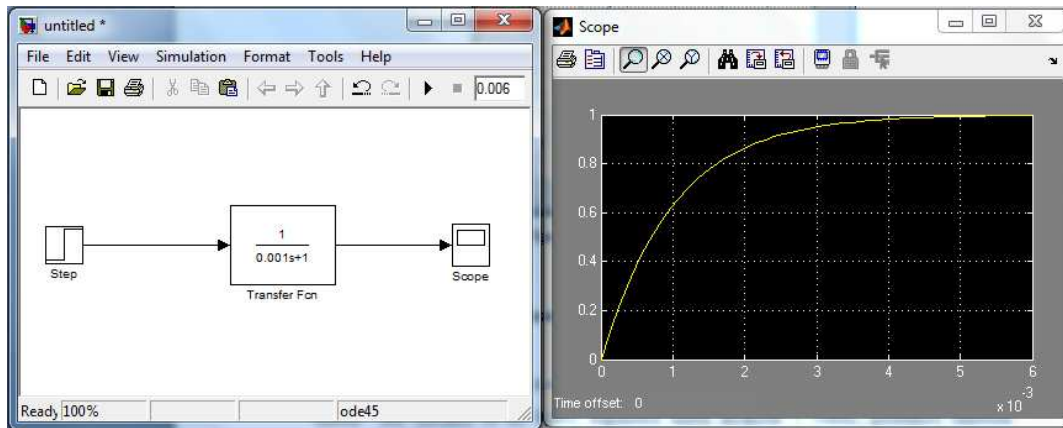 untitled *
File Edit View Simulation Format Tools Help
0.006
Step
1
0.001s+1
Transfer Fcn
Scope
Ready 100% ode45
Scope
1
0.8
0.6
0.4
0.2
0
0 1 2 3 4 5 6
Time offset: 0
x 10^-3